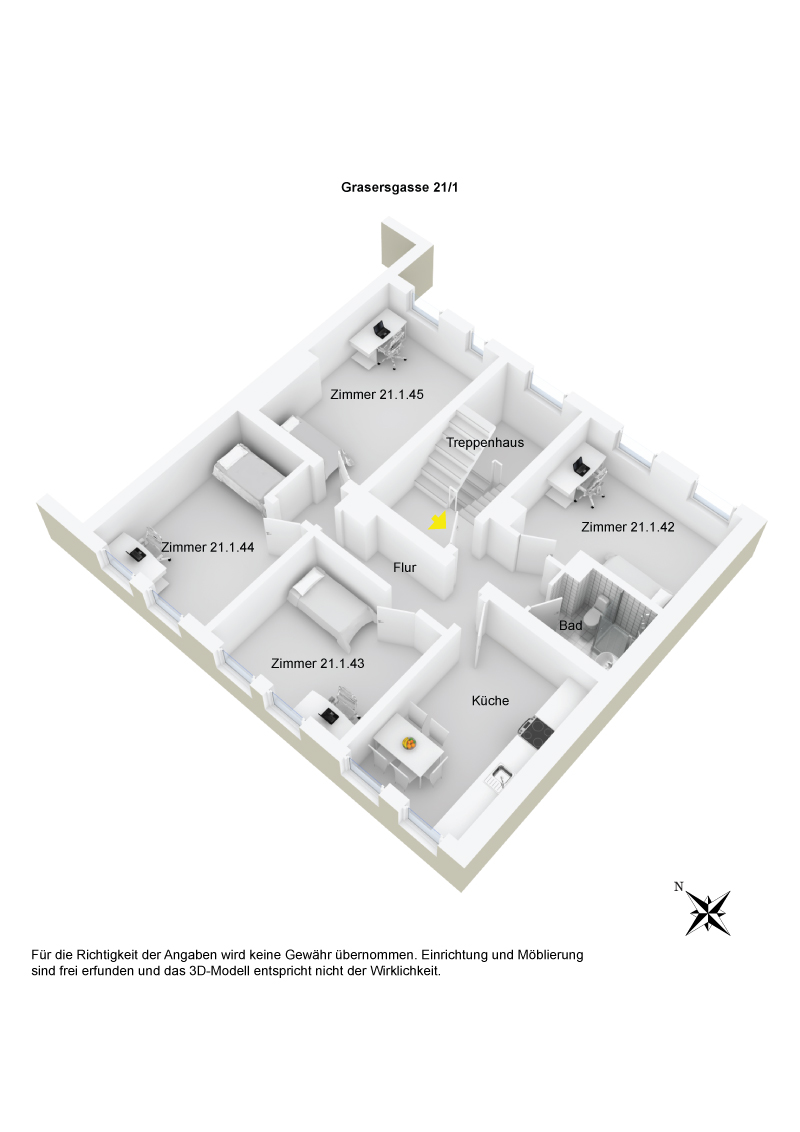 Grasersgasse 21/1
Zimmer 21.1.45
Treppenhaus
Zimmer 21.1.42
Zimmer 21.1.44
Flur
Bad
Zimmer 21.1.43
Küche
N
Für die Richtigkeit der Angaben wird keine Gewähr übernommen. Einrichtung und Möblierung
sind frei erfunden und das 3D-Modell entspricht nicht der Wirklichkeit.